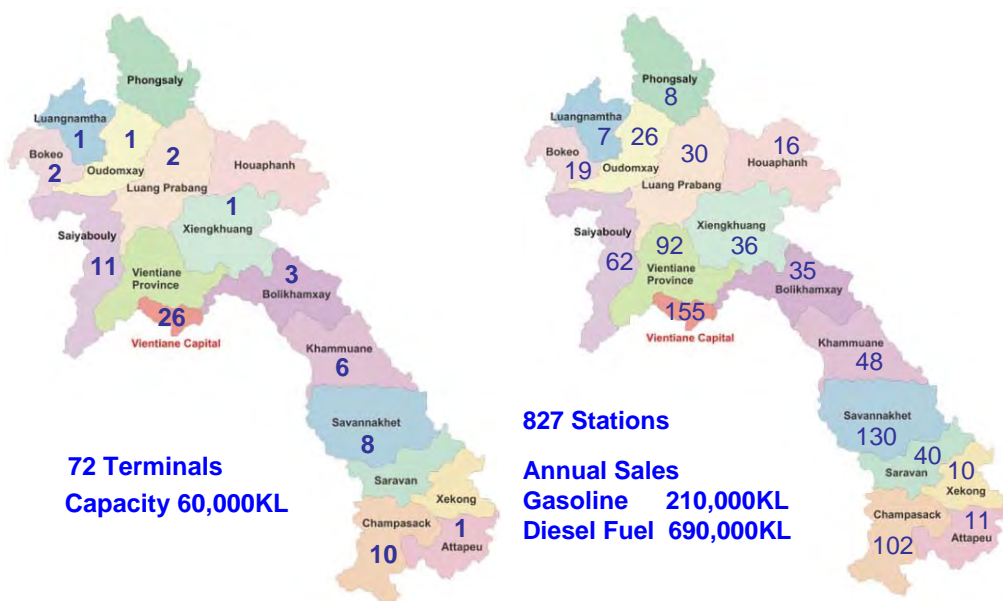 Phongsaly
Luangnamtha
1
1
Bokeo
2
Oudomxay
2
Luang Prabang
Houaphanh
1
Xiengkhuang
Saiyabouly
11
Vientiane
Province
3
Bolikhamxay
26
Vientiane Capital
Khammuane
6
Savannakhet
8
Saravan
Xekong
Champasack
10
1
Attapeu
72 Terminals
Capacity 60,000KL
Phongsaly
8
Luangnamtha
7
26
Bokeo
19
Oudomxay
30
Luang Prabang
16
Houaphanh
Xiengkhuang
36
Saiyabouly
62
92
Vientiane
Province
35
Bolikhamxay
155
Vientiane Capital
Khammuane
48
Savannakhet
130
40
Saravan
10
Xekong
Champasack
102
11
Attapeu
827 Stations
Annual Sales
Gasoline 210,000KL
Diesel Fuel 690,000KL